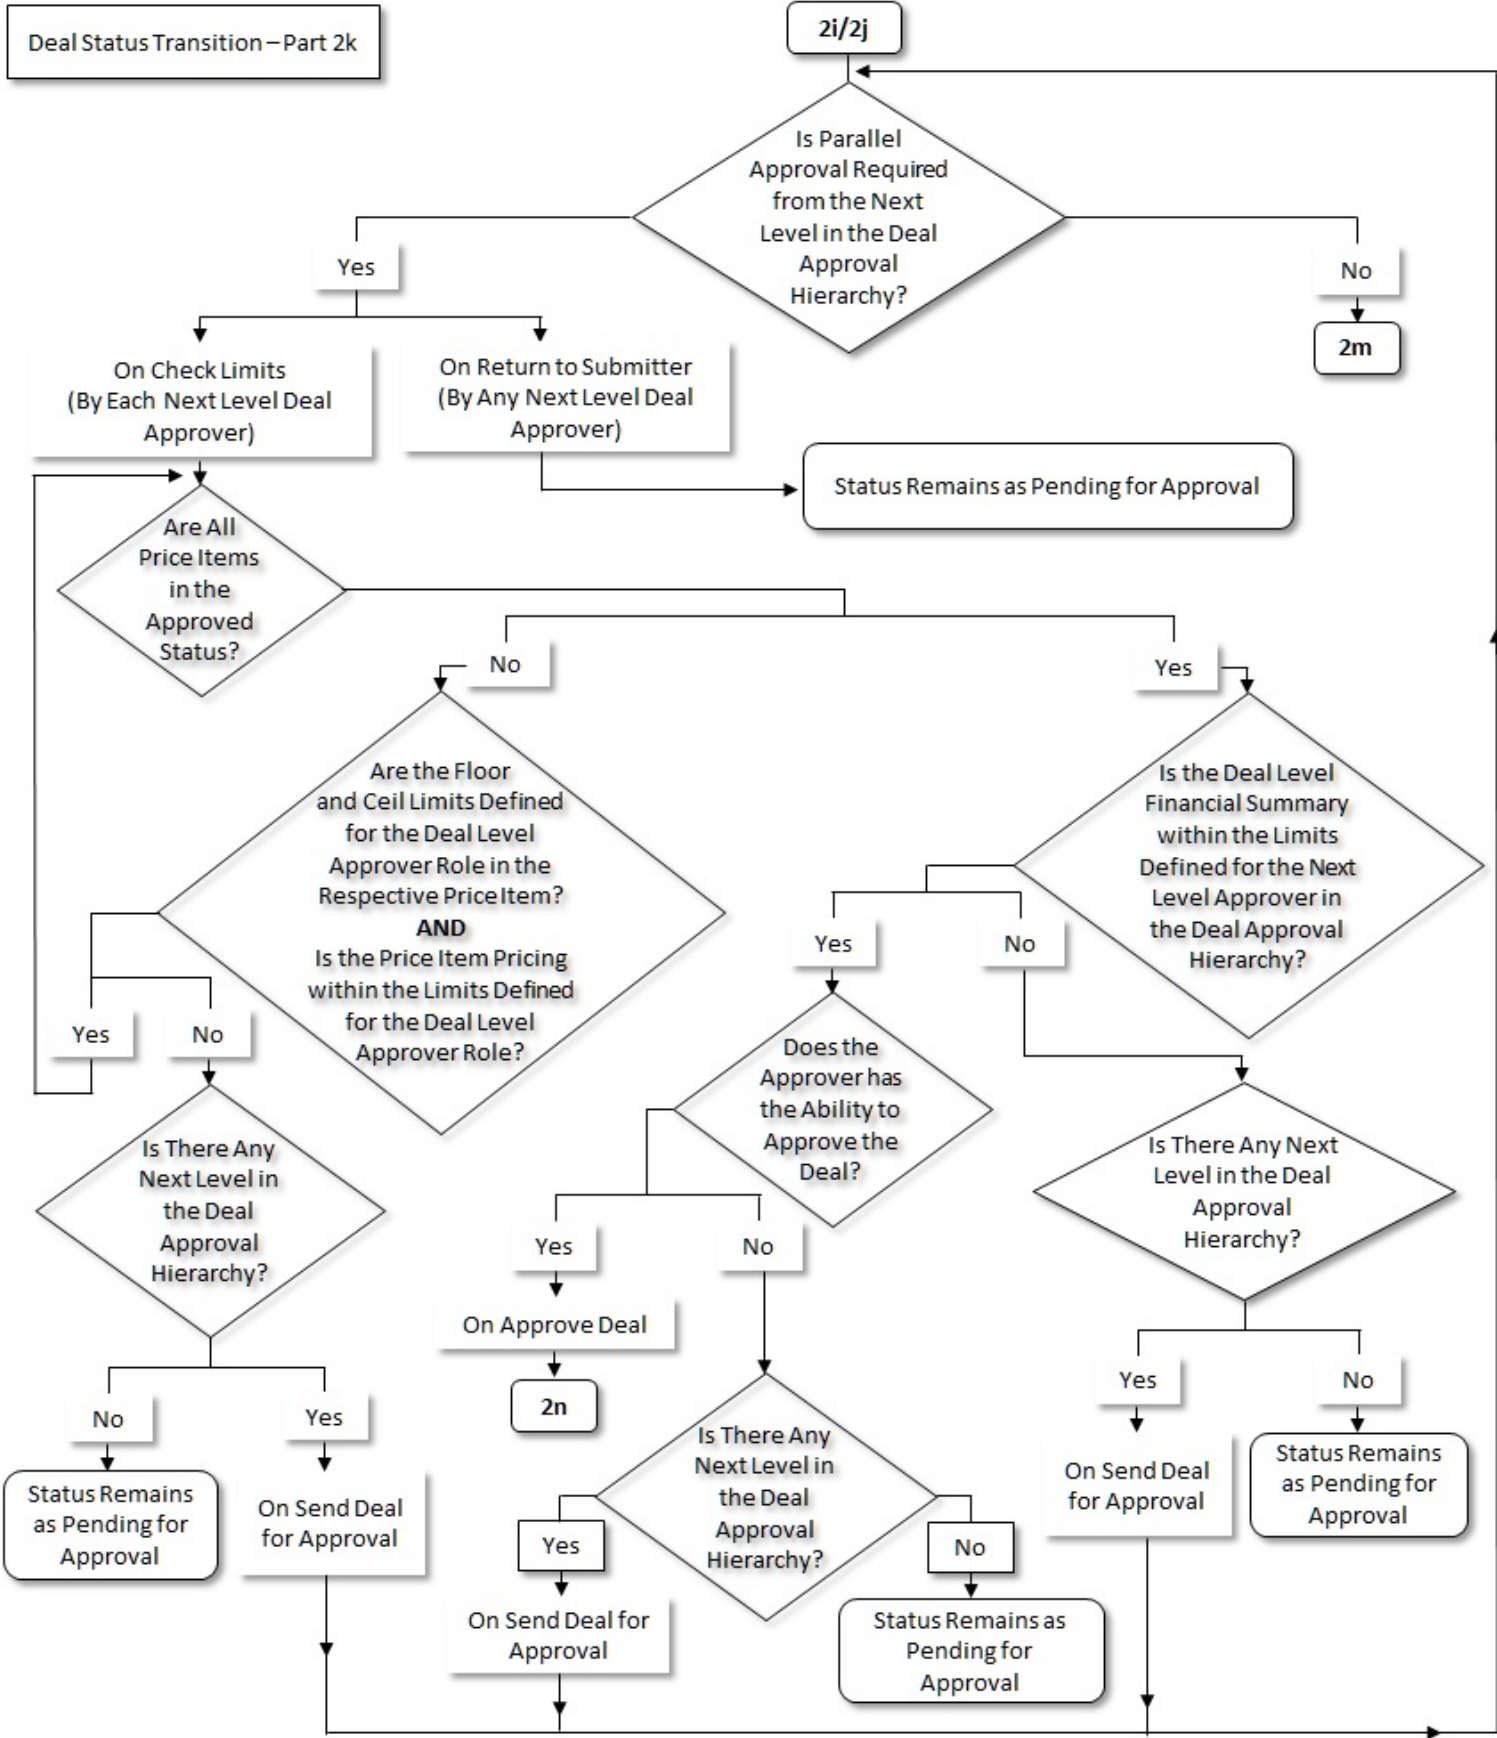 Deal Status Transition – Part 2k
2i/2j
Is Parallel
Approval Required
from the Next
Level in the Deal
Approval
Hierarchy?
Yes
No
2m
On Check Limits
(By Each Next Level Deal
Approver)
On Return to Submitter
(By Any Next Level Deal
Approver)
Status Remains as Pending for Approval
Are All
Price Items
in the
Approved
Status?
No
Yes
Are the Floor
and Ceil Limits Defined
for the Deal Level
Approver Role in the
Respective Price Item?
AND
Is the Price Item Pricing
within the Limits Defined
for the Deal Level
Approver Role?
Is the Deal Level
Financial Summary
within the Limits
Defined for the Next
Level Approver in
the Deal Approval
Hierarchy?
Yes
No
Yes
No
Does the
Approver has
the Ability to
Approve the
Deal?
Is There Any
Next Level in
the Deal
Approval
Hierarchy?
Is There Any Next
Level in the Deal
Approval
Hierarchy?
Yes
No
On Approve Deal
2n
No
Yes
Status Remains
as Pending for
Approval
On Send Deal
for Approval
Is There Any
Next Level in
the Deal
Approval
Hierarchy?
Yes
No
On Send Deal for
Approval
Status Remains as
Pending for
Approval
Yes
No
On Send Deal
for Approval
Status Remains
as Pending for
Approval